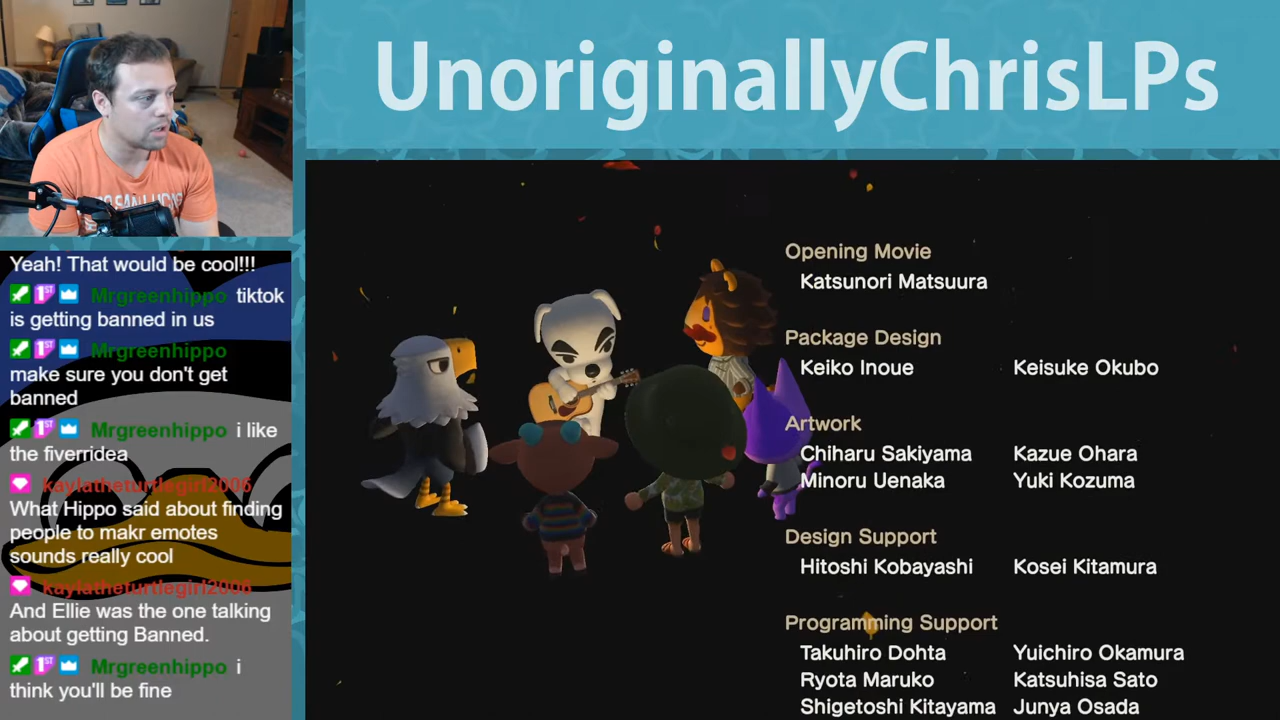 UnoriginallyChrisLPs
Yeah! That would be cool!!!
Mrgreenhippo tiktok
is getting banned in us
Mrgreenhippo
make sure you don't get
banned
Mrgreenhippo i like
the fiverridea
kaylatheturtlegirl2006
What Hippo said about finding
people to makr emotes
sounds really cool
kaylatheturtlegirl2006
And Ellie was the one talking
about getting Banned.
Mrgreenhippo i
think you'll be fine
Opening Movie
Katsunori Matsuura
Package Design
Keiko Inoue Keisuke Okubo
Artwork
Chiharu Sakiyama Kazue Ohara
Minoru Uenaka Yuki Kozuma
Design Support
Hitoshi Kobayashi Kosei Kitamura
Programming Support
Takuhiro Dohta Yuichiro Okamura
Ryota Maruko Katsuhisa Sato
Shigetoshi Kitayama Junya Osada